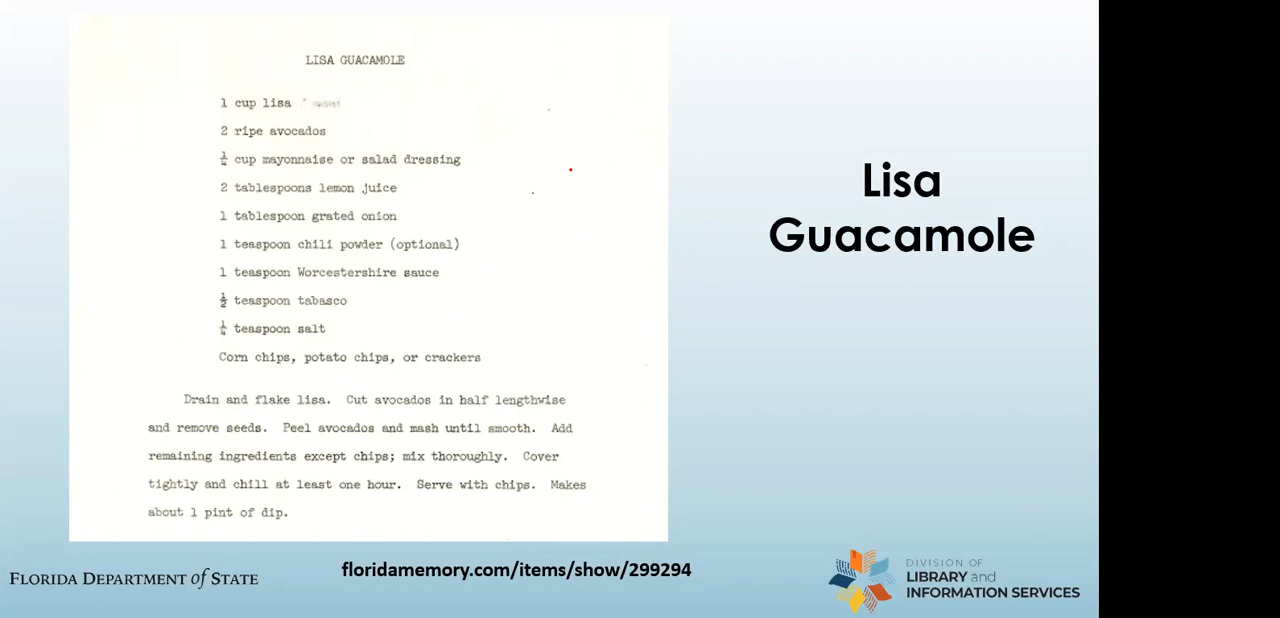 LISA GUACAMOLE
1 cup lisa
2 ripe avocados
¼ cup mayonnaise or salad dressing
2 tablespoons lemon juice
1 tablespoon grated onion
1 teaspoon chili powder (optional)
1 teaspoon Worcestershire sauce
½ teaspoon tabasco
¼ teaspoon salt
Corn chips, potato chips, or crackers
Drain and flake lisa. Cut avocados in half lengthwise
and remove seeds. Peel avocados and mash until smooth. Add
remaining ingredients except chips; mix thoroughly. Cover
tightly and chill at least one hour. Serve with chips. Makes
about 1 pint of dip.
Lisa
Guacamole
FLORIDA DEPARTMENT of STATE
floridamemory.com/items/show/299294
DIVISION OF
LIBRARY and
INFORMATION SERVICES